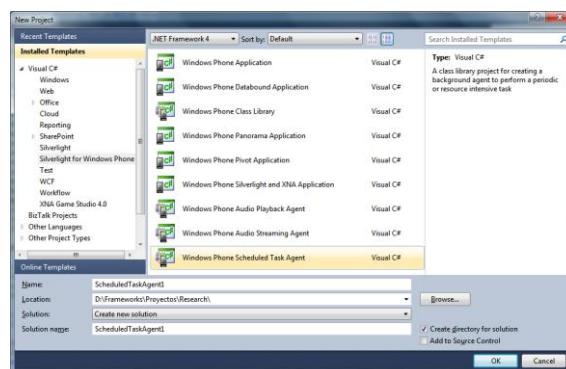 New Project
Recent Templates
Installed Templates
Visual C#
Windows
Web
Office
Cloud
Reporting
SharePoint
Silverlight
Silverlight for Windows Phone
Test
WCF
Workflow
XNA Game Studio 4.0
BizTalk Projects
Other Languages
Other Project Types
Online Templates
.NET Framework 4 Sort by: Default
Windows Phone Application Visual C#
Windows Phone Databound Application Visual C#
Windows Phone Class Library Visual C#
Windows Phone Panorama Application Visual C#
Windows Phone Pivot Application Visual C#
Windows Phone Silverlight and XNA Application Visual C#
Windows Phone Audio Playback Agent Visual C#
Windows Phone Audio Streaming Agent Visual C#
Windows Phone Scheduled Task Agent Visual C#
Search Installed Templates
Type: Visual C#
A class library project for creating a
background agent to perform a periodic
or resource intensive task
Name: ScheduledTaskAgent1
Location: D:\Frameworks\Proyectos\Research\
Browse...
Solution: Create new solution
Solution name: ScheduledTaskAgent1
Create directory for solution
Add to Source Control
OK Cancel